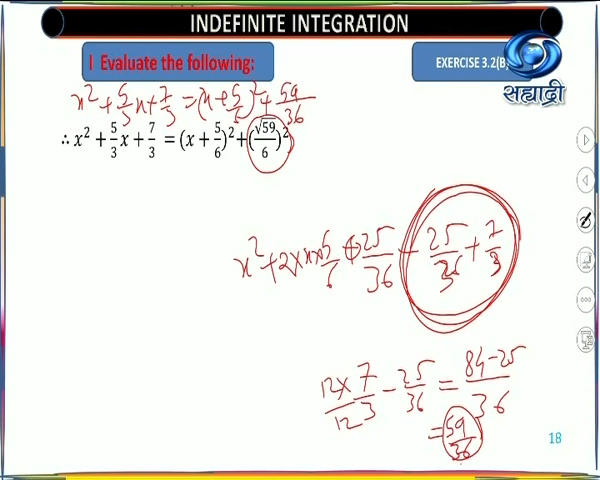 INDEFINITE INTEGRATION
I Evaluate the following:
EXERCISE 3.2(B)
सह्याद्री
x² + 5/3 x + 7/3 = (x + 5/6)² + 59/36
∴ x² + 5/3 x + 7/3 = (x + 5/6)² + (√59/6)²
x² + 2 × x × 5/6 + 25/36 - 25/36 + 7/3
12 × 7/12 3 - 25/36 = 84 - 25/36
= 59/36
18